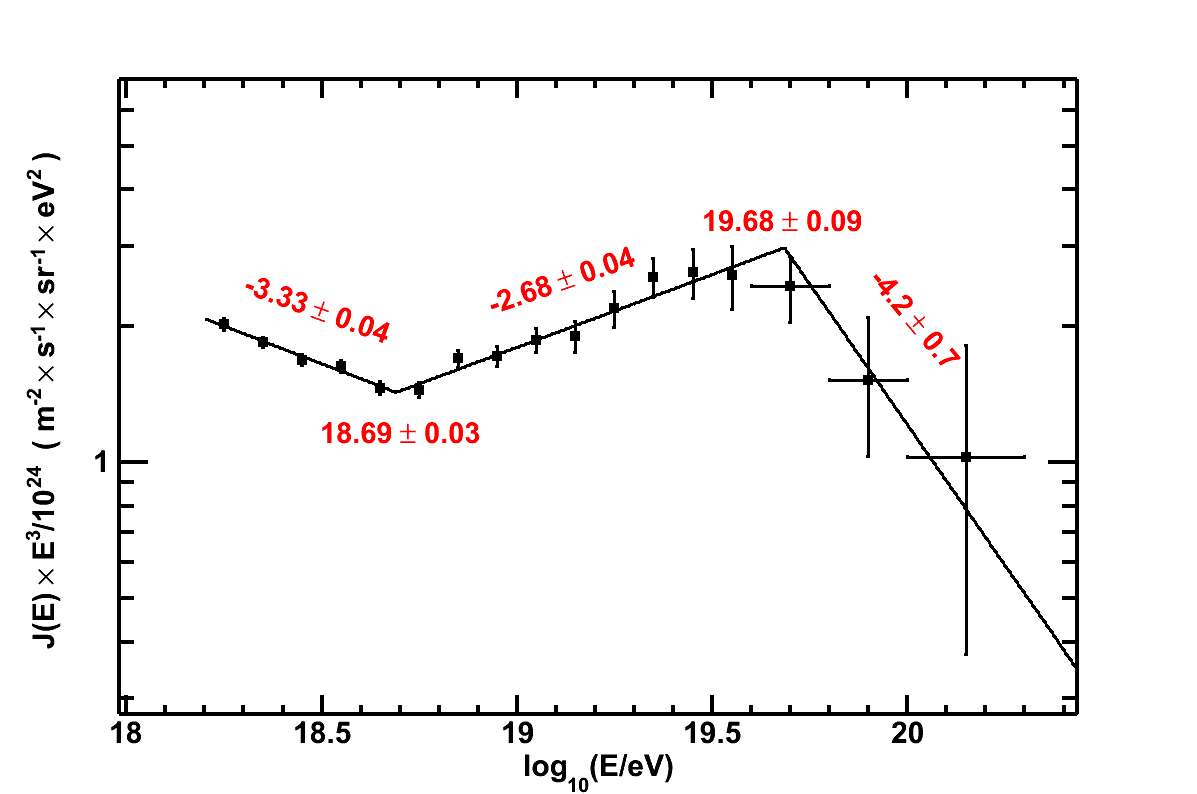 19.68 ± 0.09
-3.33 ± 0.04
-2.68 ± 0.04
-4.2 ± 0.7
18.69 ± 0.03
J(E) × E³/10²⁴ ( m⁻² × s⁻¹ × sr⁻¹ × eV² )
1
18 18.5 19 19.5 20
log₁₀(E/eV)